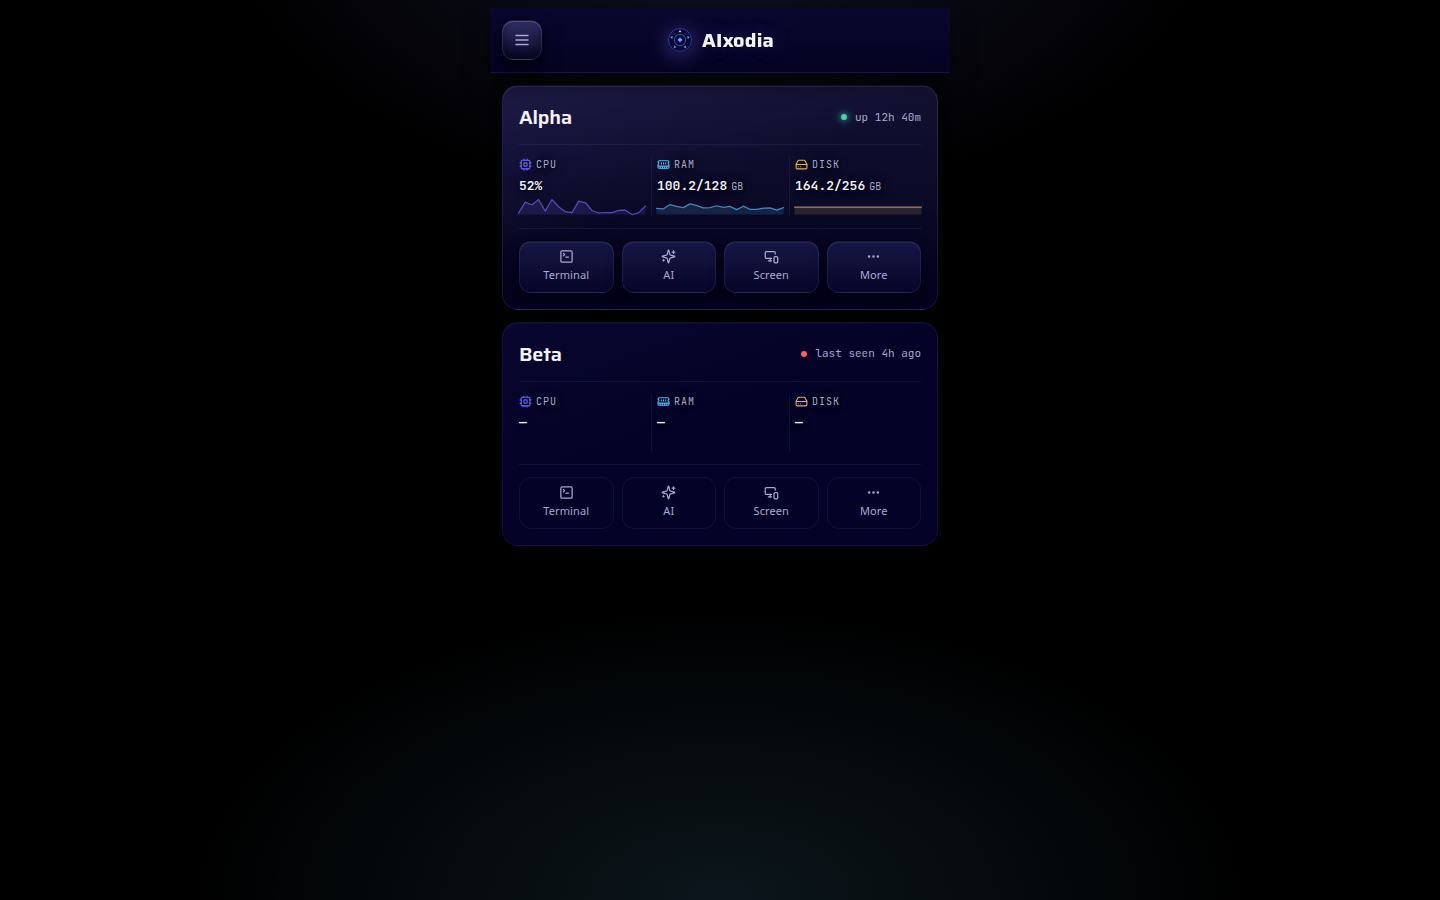 AIxodia
Alpha
up 12h 40m
CPU
RAM
DISK
52%
100.2/128 GB
164.2/256 GB
Terminal
AI
Screen
More
Beta
last seen 4h ago
CPU
RAM
DISK
—
—
—
Terminal
AI
Screen
More